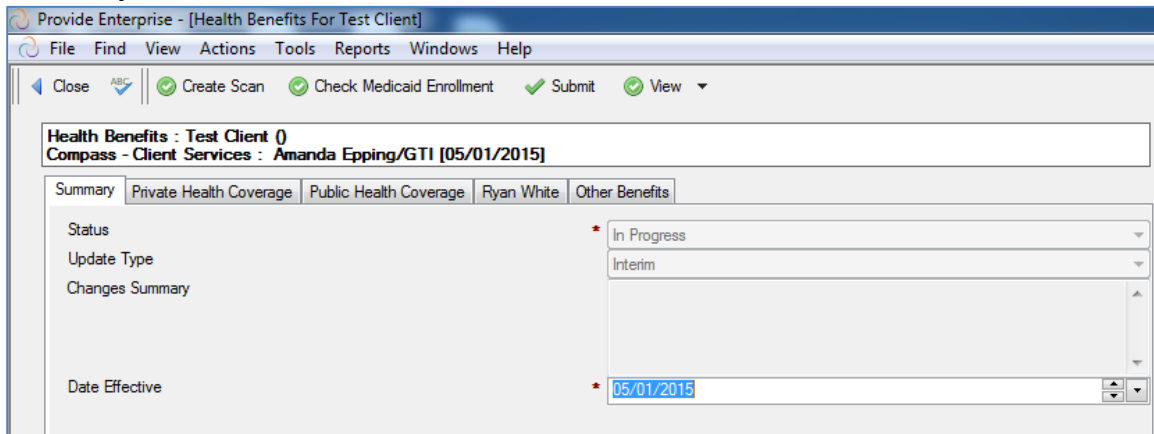 Provide Enterprise - [Health Benefits For Test Client]
File Find View Actions Tools Reports Windows Help
Close ABC Create Scan Check Medicaid Enrollment Submit View
Health Benefits : Test Client ()
Compass - Client Services : Amanda Epping/GTI [05/01/2015]
Summary Private Health Coverage Public Health Coverage Ryan White Other Benefits
Status * In Progress
Update Type Interim
Changes Summary
Date Effective * 05/01/2015